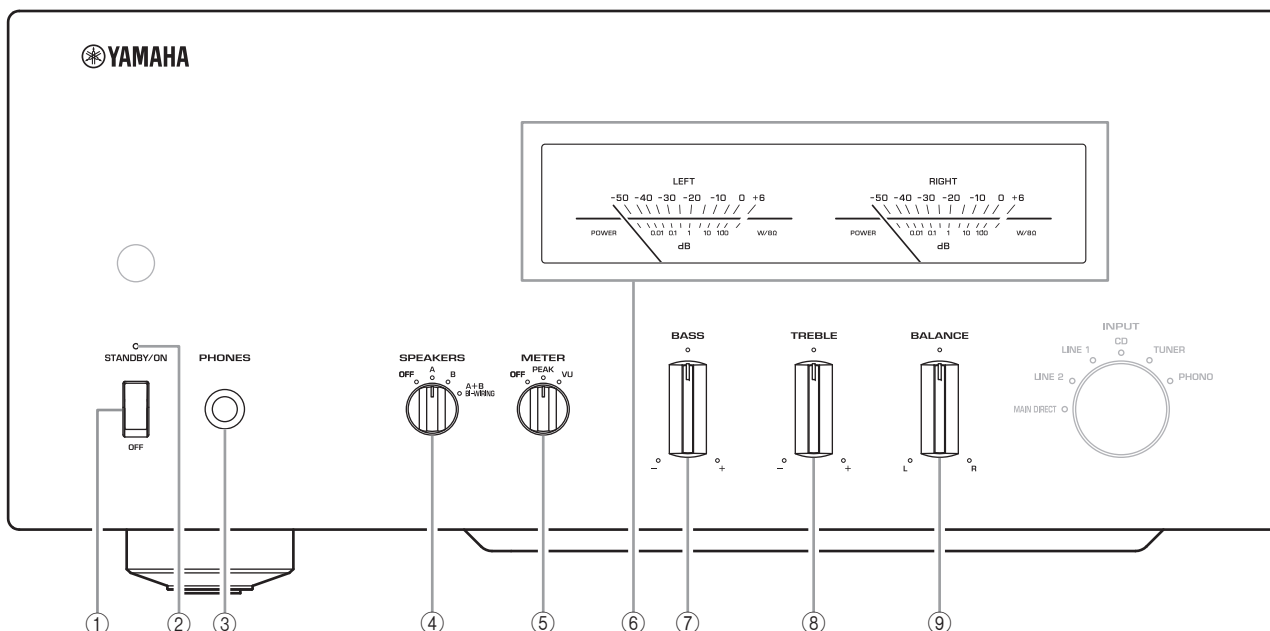 YAMAHA
LEFT
-50 -40 -30 -20 -10 0 +6
POWER 0.01 0.1 1 10 100 W/8Ω
dB
RIGHT
-50 -40 -30 -20 -10 0 +6
POWER 0.01 0.1 1 10 100 W/8Ω
dB
STANDBY/ON
OFF
PHONES
SPEAKERS
OFF A B A+B
BI-WIRING
METER
OFF PEAK VU
BASS
– +
TREBLE
– +
BALANCE
L R
INPUT
CD
LINE 1 TUNER
LINE 2 PHONO
MAIN DIRECT
① ② ③ ④ ⑤ ⑥ ⑦ ⑧ ⑨